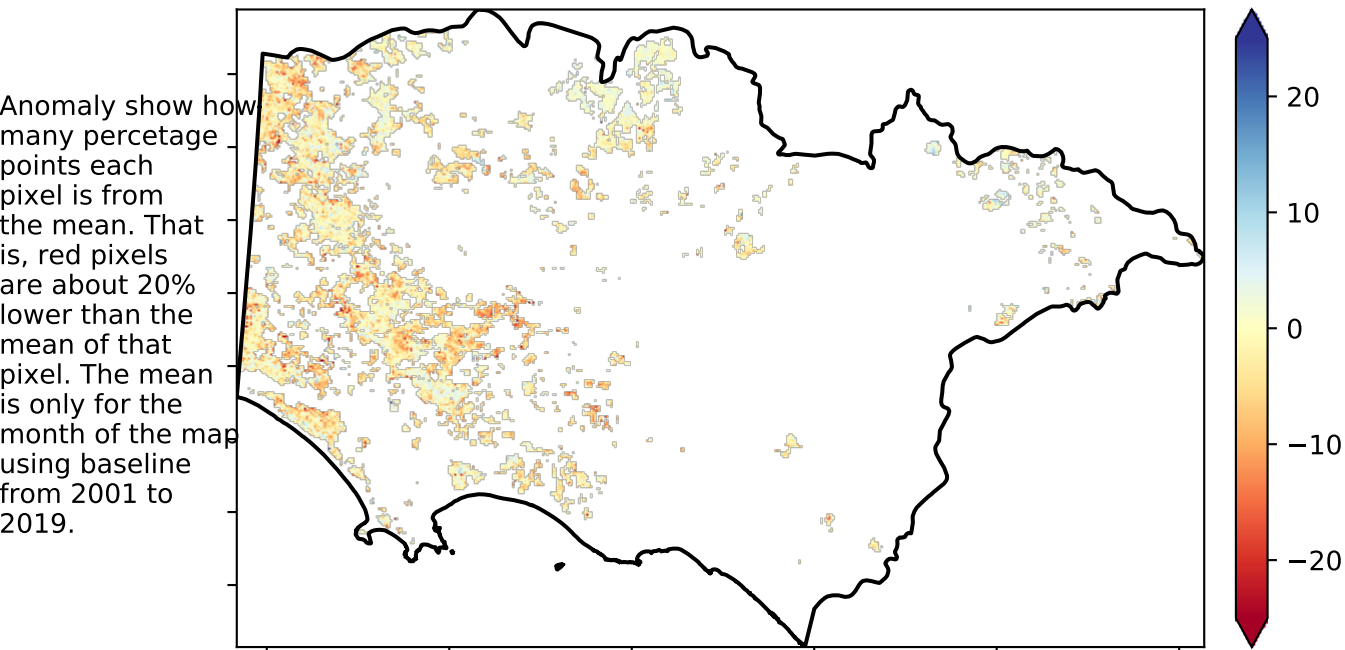 Anomaly show how
many percetage
points each
pixel is from
the mean. That
is, red pixels
are about 20%
lower than the
mean of that
pixel. The mean
is only for the
month of the map
using baseline
from 2001 to
2019.
20
10
0
−10
−20